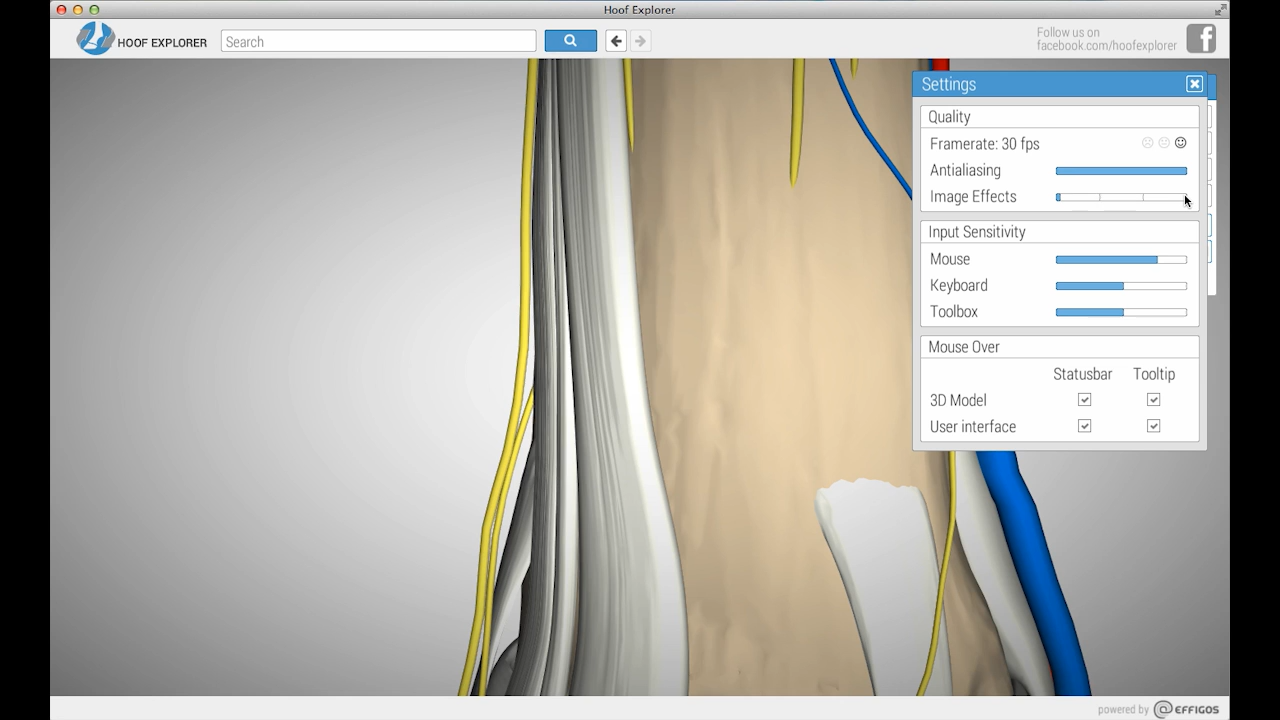 Hoof Explorer
HOOF EXPLORER
Search
Follow us on
facebook.com/hoofexplorer
Settings
Quality
Framerate: 30 fps
Antialiasing
Image Effects
Input Sensitivity
Mouse
Keyboard
Toolbox
Mouse Over
Statusbar Tooltip
3D Model
User interface
powered by EFFIGOS